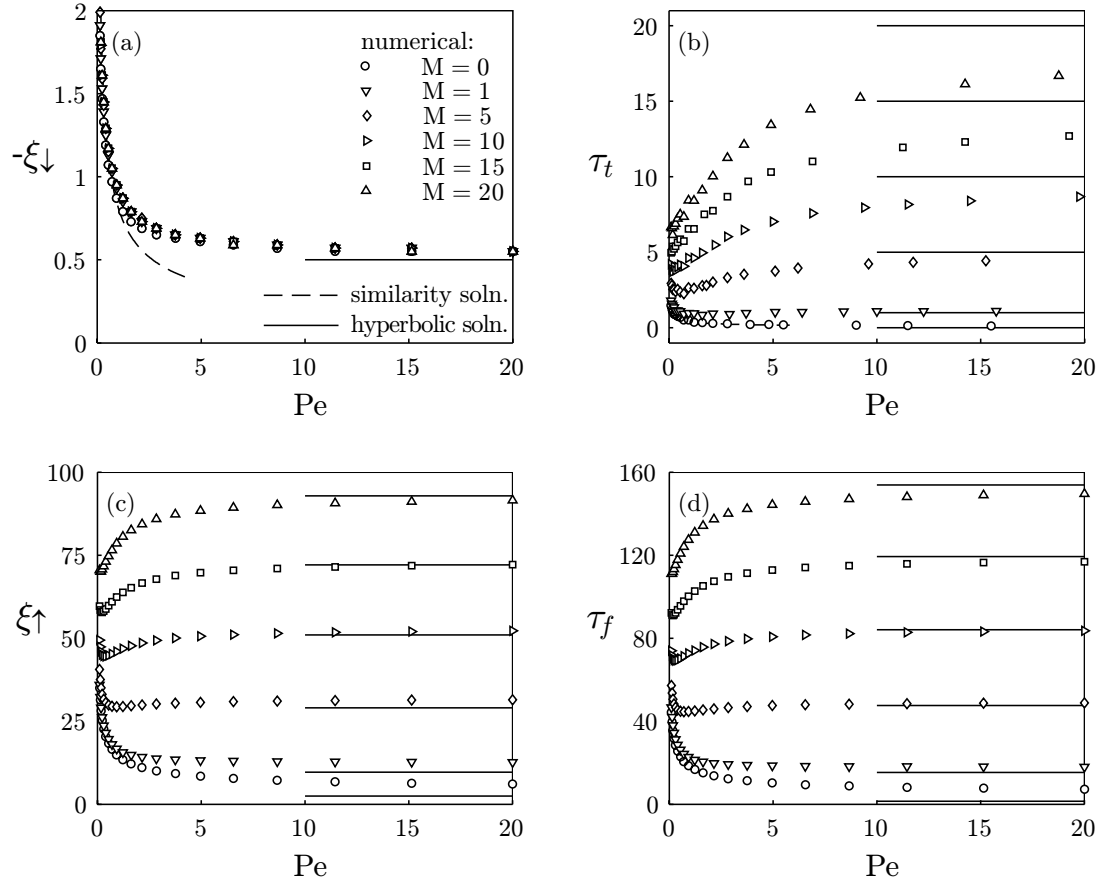 (a)
numerical:
M = 0
M = 1
M = 5
M = 10
M = 15
M = 20
similarity soln.
hyperbolic soln.
-ξ↓
2
1.5
1
0.5
0
0 5 10 15 20
Pe
(b)
τt
20
15
10
5
0
0 5 10 15 20
Pe
(c)
ξ↑
100
75
50
25
0
0 5 10 15 20
Pe
(d)
τf
160
120
80
40
0
0 5 10 15 20
Pe